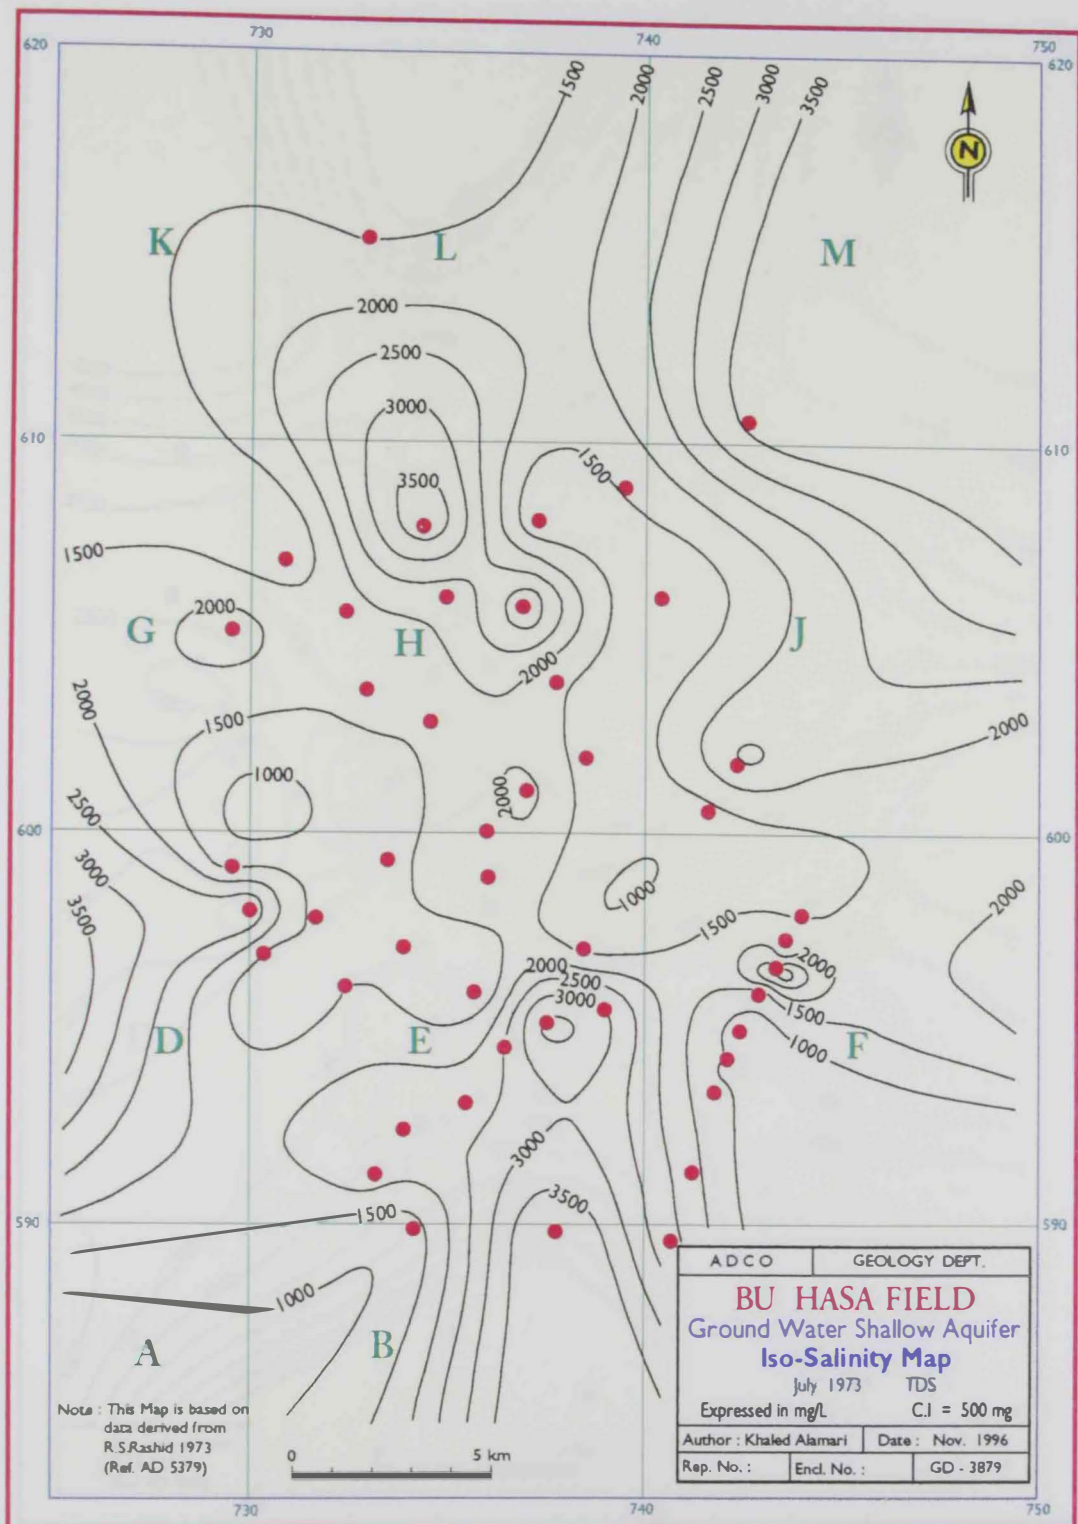 730
740
750
620
620
1500
2000
2500
3000
3500
N
K
L
M
2000
2500
3000
610
610
1500
3500
1500
2000
G
H
J
2000
2000
1500
2000
1000
2500
2000
600
600
3000
1000
2000
3500
1500
2000
2000
2500
3000
1500
D
E
F
1000
3000
3500
590
1500
590
1000
A
B
ADCO
GEOLOGY DEPT.
BU HASA FIELD
Ground Water Shallow Aquifer
Iso-Salinity Map
July 1973 TDS
Expressed in mg/L C.I = 500 mg
Author : Khaled Alamari Date : Nov. 1996
Rep. No. : Encl. No. : GD - 3879
Note : This Map is based on
data derived from
R.S.Rashid 1973
(Ref. AD 5379)
0 5 km
730
740
750